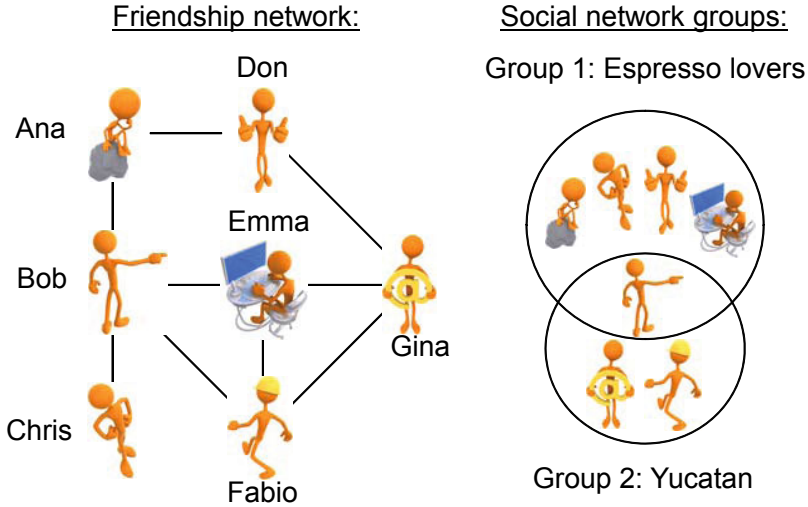 Friendship network:
Don
Ana
Emma
Bob
Gina
Chris
Fabio
Social network groups:
Group 1: Espresso lovers
Group 2: Yucatan